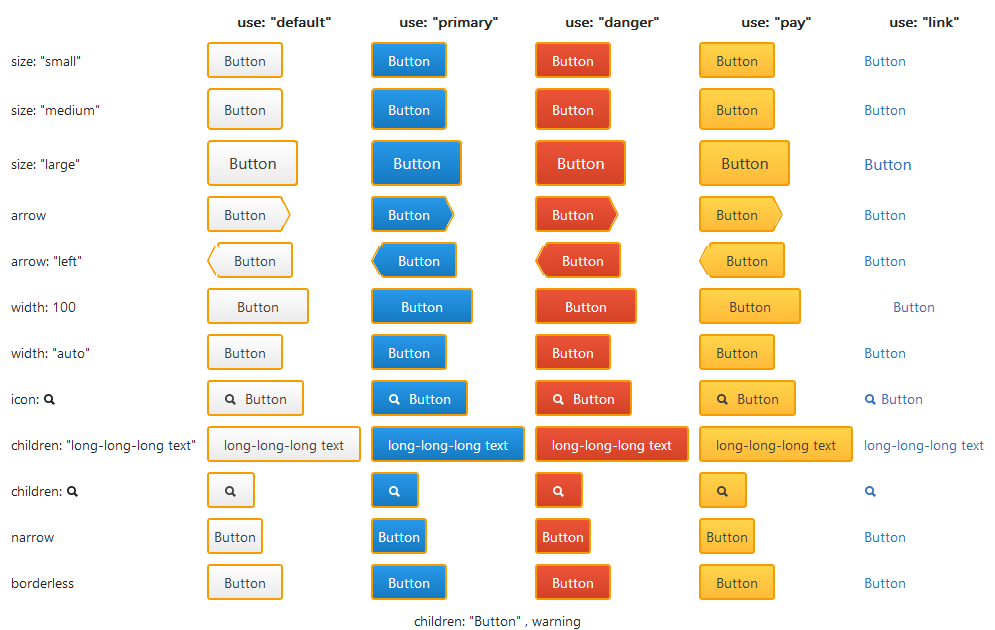 use: "default" use: "primary" use: "danger" use: "pay" use: "link"
size: "small" Button Button Button Button Button
size: "medium" Button Button Button Button Button
size: "large" Button Button Button Button Button
arrow Button Button Button Button Button
arrow: "left" Button Button Button Button Button
width: 100 Button Button Button Button Button
width: "auto" Button Button Button Button Button
icon: Button Button Button Button Button
children: "long-long-long text" long-long-long text long-long-long text long-long-long text long-long-long text long-long-long text
children:
narrow Button Button Button Button Button
borderless Button Button Button Button Button
children: "Button" , warning